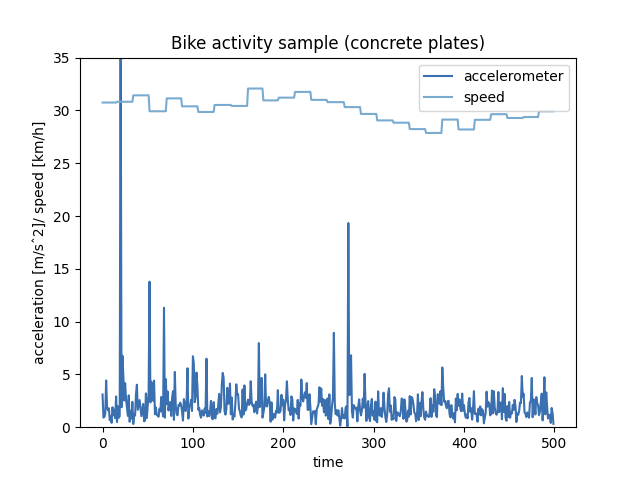 Bike activity sample (concrete plates)
accelerometer
speed
acceleration [m/sˆ2]/ speed [km/h]
35
30
25
20
15
10
5
0
0 100 200 300 400 500
time